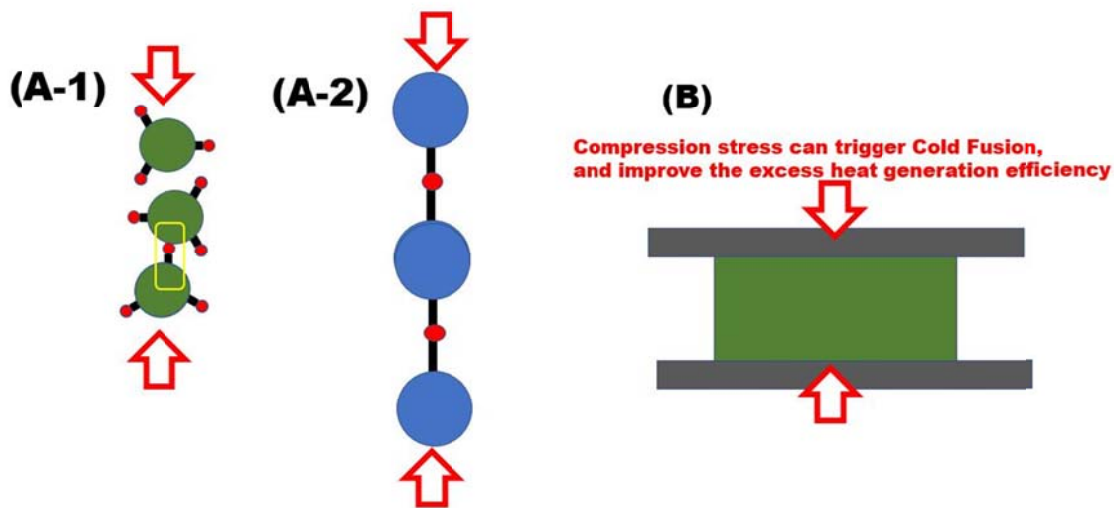 (A-1)
(A-2)
(B)
Compression stress can trigger Cold Fusion,
and improve the excess heat generation efficiency